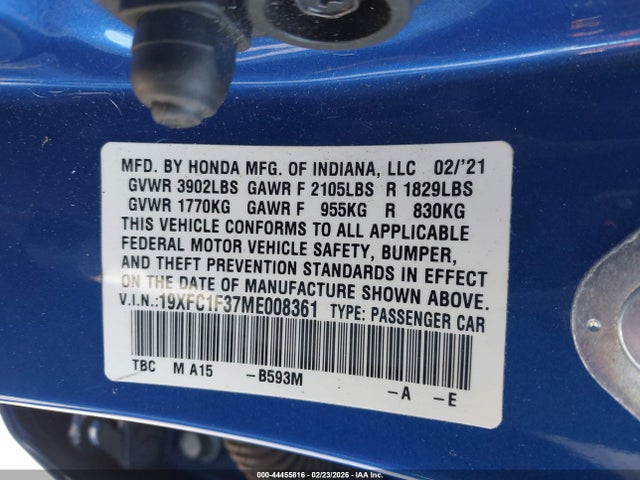 MFD. BY HONDA MFG. OF INDIANA, LLC 02/'21
GVWR 3902LBS GAWR F 2105LBS R 1829LBS
GVWR 1770KG GAWR F 955KG R 830KG
THIS VEHICLE CONFORMS TO ALL APPLICABLE
FEDERAL MOTOR VEHICLE SAFETY, BUMPER,
AND THEFT PREVENTION STANDARDS IN EFFECT
ON THE DATE OF MANUFACTURE SHOWN ABOVE.
V.I.N.:19XFC1F37ME008361 TYPE: PASSENGER CAR
TBC M A15 -B593M -A -E
000-44455816 - 02/23/2026 - IAAI.COM